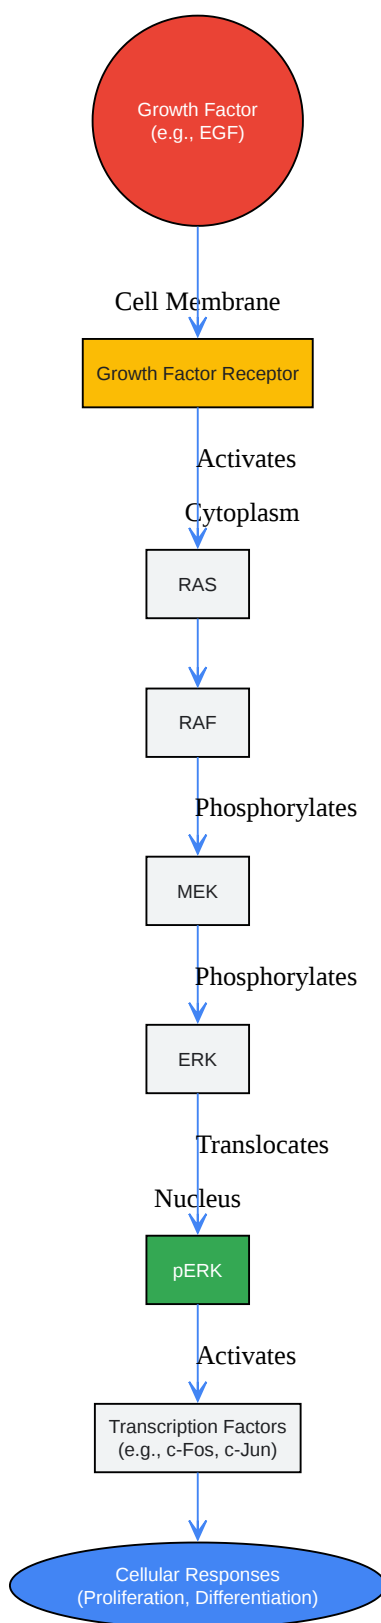 Growth Factor
(e.g., EGF)
Cell Membrane
Growth Factor Receptor
Activates
Cytoplasm
RAS
RAF
Phosphorylates
MEK
Phosphorylates
ERK
Translocates
Nucleus
pERK
Activates
Transcription Factors
(e.g., c-Fos, c-Jun)
Cellular Responses
(Proliferation, Differentiation)